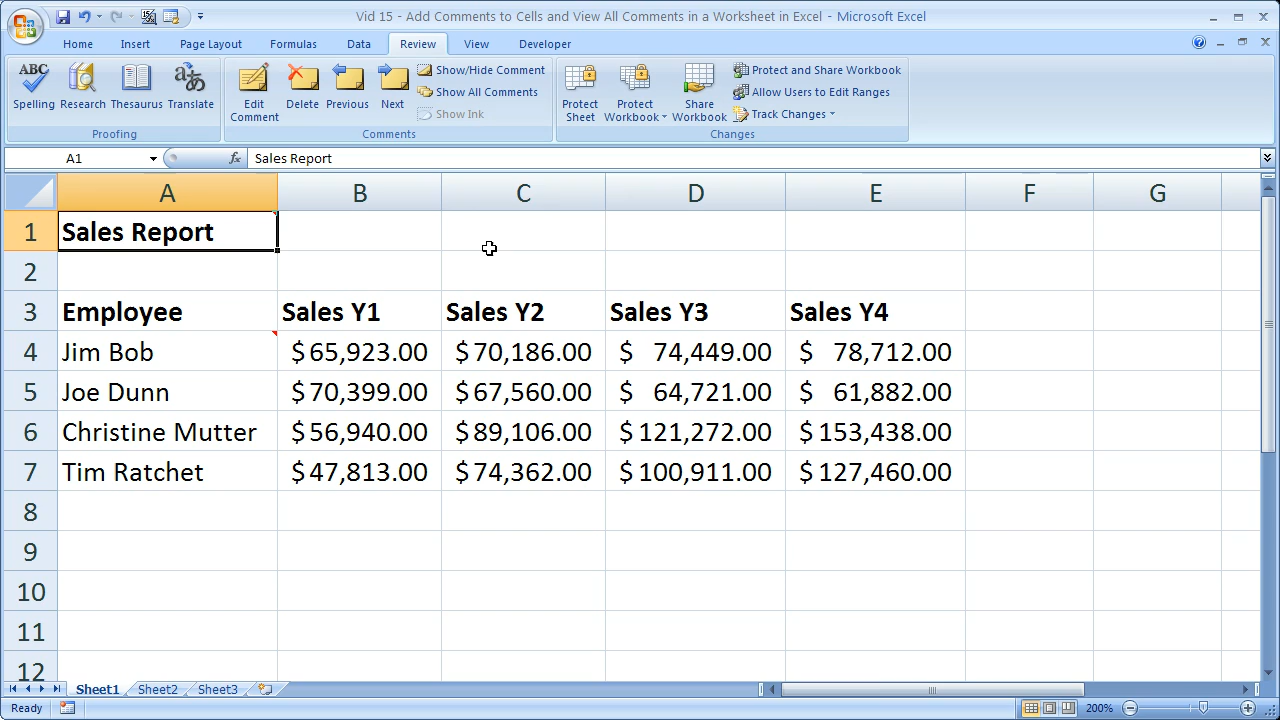 Vid 15 - Add Comments to Cells and View All Comments in a Worksheet in Excel - Microsoft Excel
Home Insert Page Layout Formulas Data Review View Developer
ABC
Spelling Research Thesaurus Translate
Proofing
Edit Comment Delete Previous Next
Show/Hide Comment
Show All Comments
Show Ink
Comments
Protect Sheet Protect Workbook Share Workbook
Protect and Share Workbook
Allow Users to Edit Ranges
Track Changes
Changes
A1 fx Sales Report
A B C D E F G
1 Sales Report
2
3 Employee Sales Y1 Sales Y2 Sales Y3 Sales Y4
4 Jim Bob $ 65,923.00 $ 70,186.00 $ 74,449.00 $ 78,712.00
5 Joe Dunn $ 70,399.00 $ 67,560.00 $ 64,721.00 $ 61,882.00
6 Christine Mutter $ 56,940.00 $ 89,106.00 $ 121,272.00 $ 153,438.00
7 Tim Ratchet $ 47,813.00 $ 74,362.00 $ 100,911.00 $ 127,460.00
8
9
10
11
12
Sheet1 Sheet2 Sheet3
Ready 200%